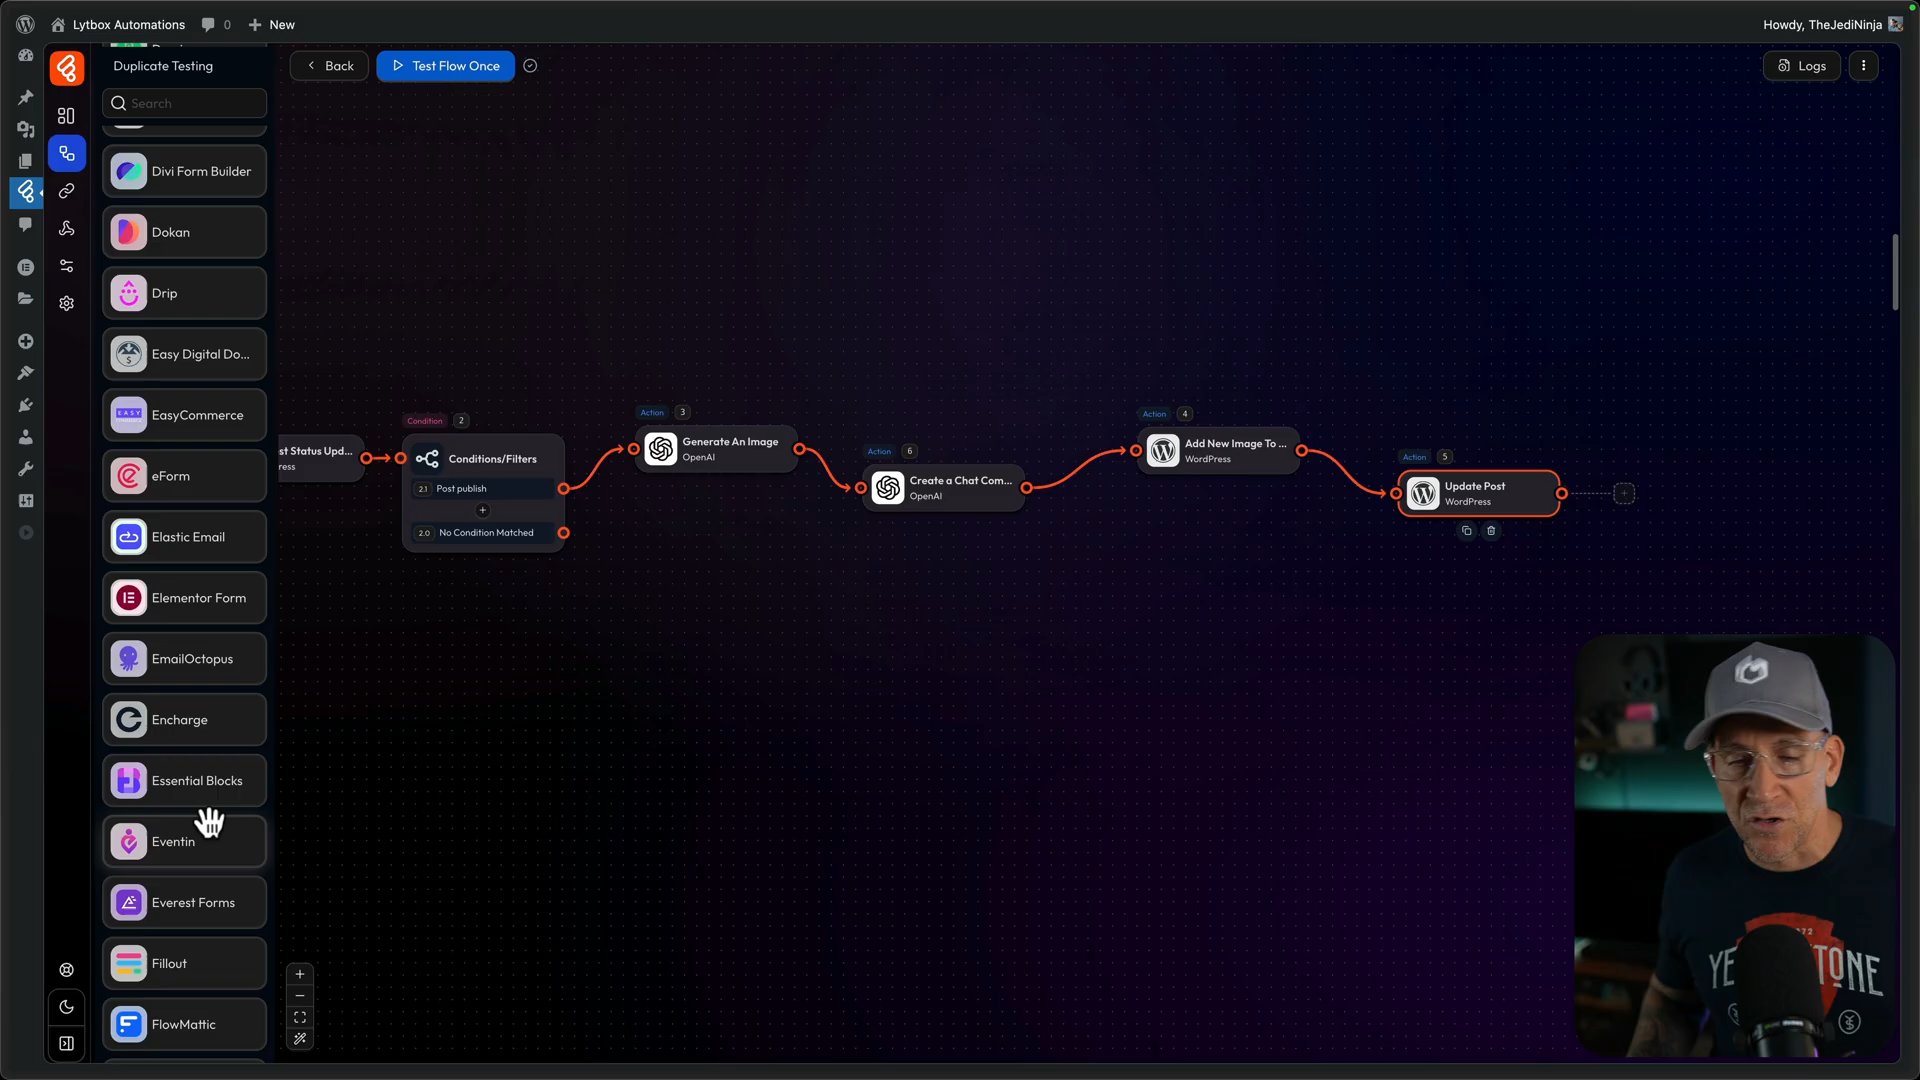 Lytbox Automations
0
New
Howdy, TheJediNinja
Duplicate Testing
Back
Test Flow Once
Logs
Search
Divi Form Builder
Dokan
Drip
Easy Digital Do...
EasyCommerce
eForm
Elastic Email
Elementor Form
EmailOctopus
Encharge
Essential Blocks
Eventin
Everest Forms
Fillout
FlowMattic
st Status Upd...
ress
Condition 2
Conditions/Filters
2.1 Post publish
2.0 No Condition Matched
Action 3
Generate An Image
OpenAI
Action 6
Create a Chat Com...
OpenAI
Action 4
Add New Image To ...
WordPress
Action 5
Update Post
WordPress